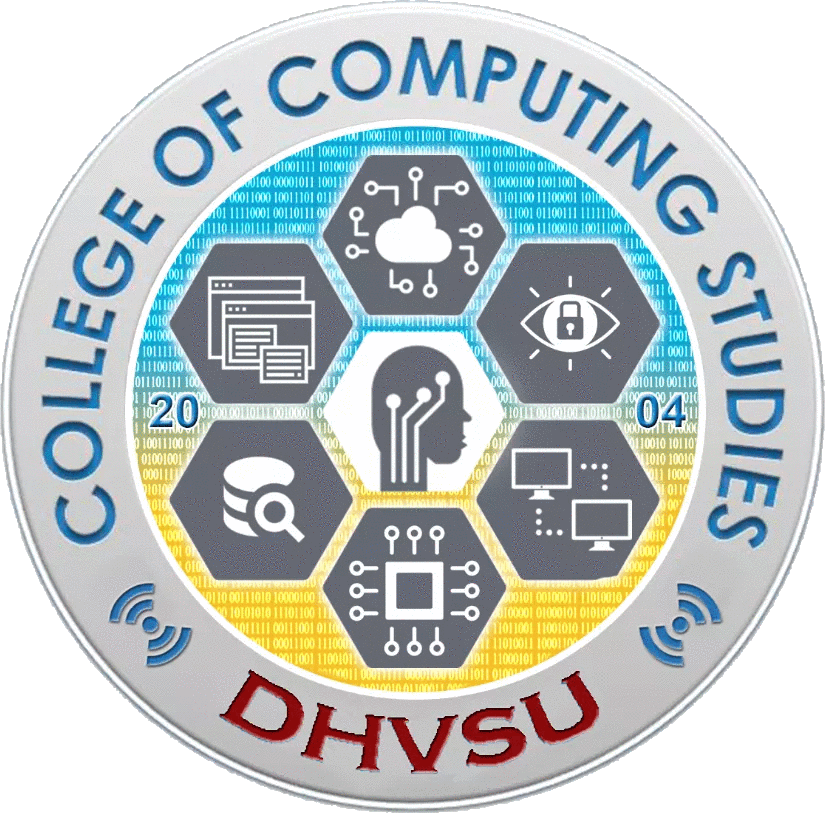 COLLEGE OF COMPUTING STUDIES
20 04
DHVSU